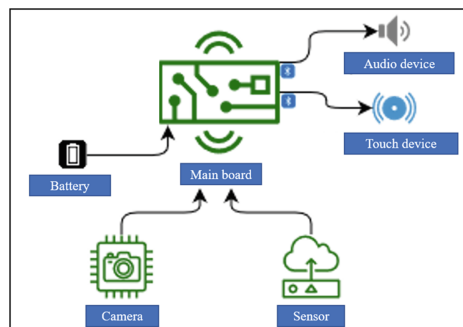 Audio device
Touch device
Battery
Main board
Camera
Sensor